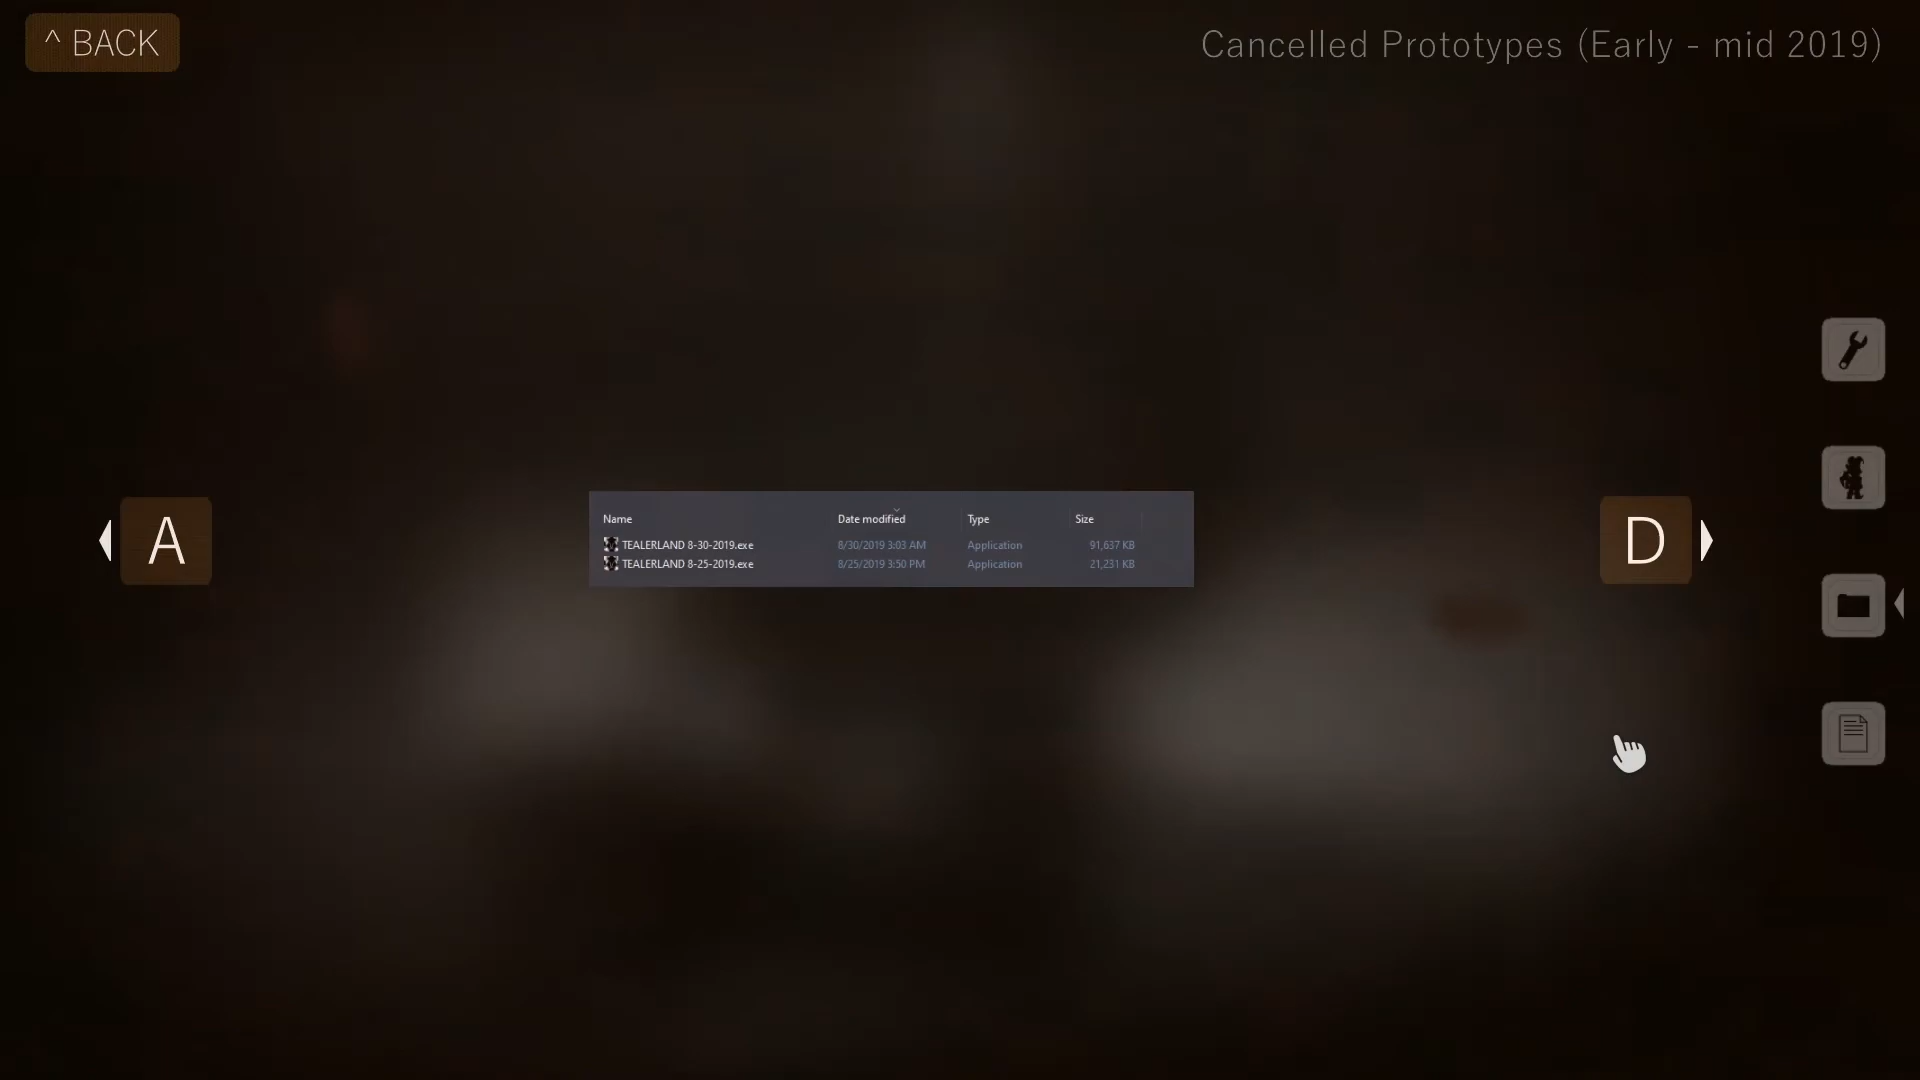 ^ BACK
Cancelled Prototypes (Early - mid 2019)
Name Date modified Type Size
TEALERLAND 8-30-2019.exe 8/30/2019 3:03 AM Application 91,637 KB
TEALERLAND 8-25-2019.exe 8/25/2019 3:50 PM Application 21,231 KB
A
D